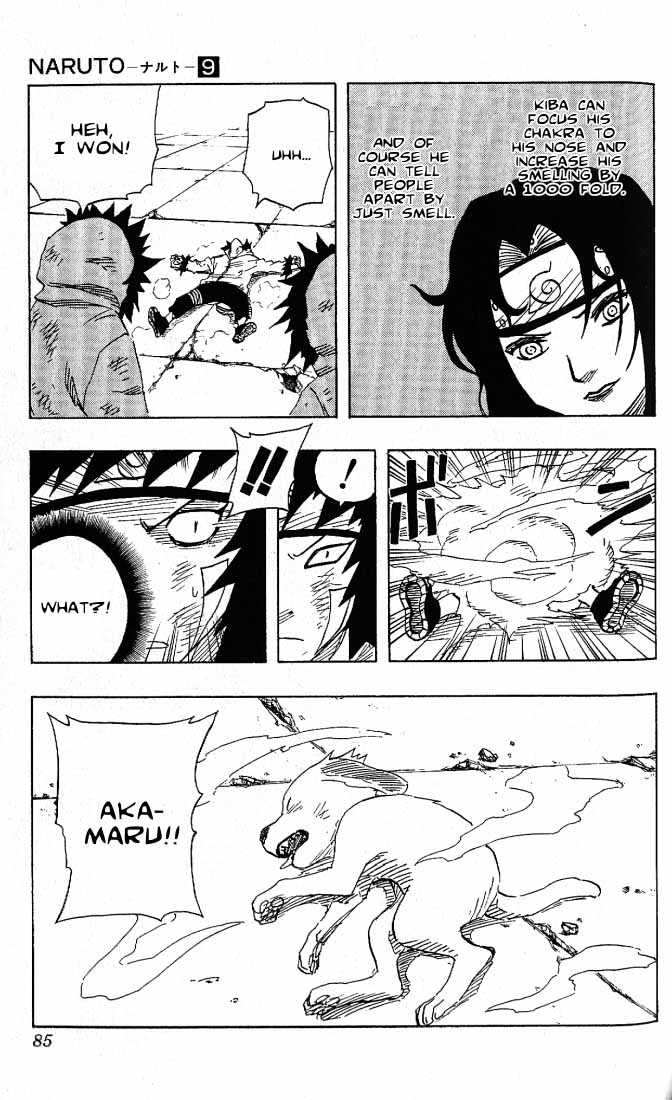 NARUTO—ナルト—9
KIBA CAN
FOCUS HIS
CHAKRA TO
HIS NOSE AND
INCREASE HIS
SMELLING BY
A 1000 FOLD.
AND OF
COURSE HE
CAN TELL
PEOPLE
APART BY
JUST SMELL.
UHH...
HEH,
I WON!
ボン
!
!!
WHAT?!
AKA-
MARU!!
85